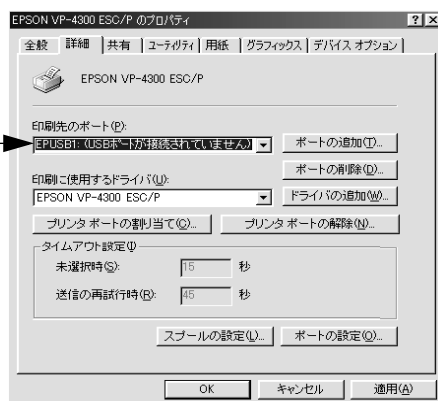 EPSON VP-4300 ESC/P のプロパティ
全般 詳細 共有 ユーティリティ 用紙 グラフィックス デバイス オプション
EPSON VP-4300 ESC/P
印刷先のポート(P):
EPUSB1: (USBポートが接続されていません) ポートの追加(T)...
ポートの削除(D)...
印刷に使用するドライバ(U):
EPSON VP-4300 ESC/P ドライバの追加(W)...
プリンタ ポートの割り当て(C)... プリンタ ポートの解除(N)...
タイムアウト設定(I)
未選択時(S): 15 秒
送信の再試行時(R): 45 秒
スプールの設定(L)... ポートの設定(O)...
OK キャンセル 適用(A)